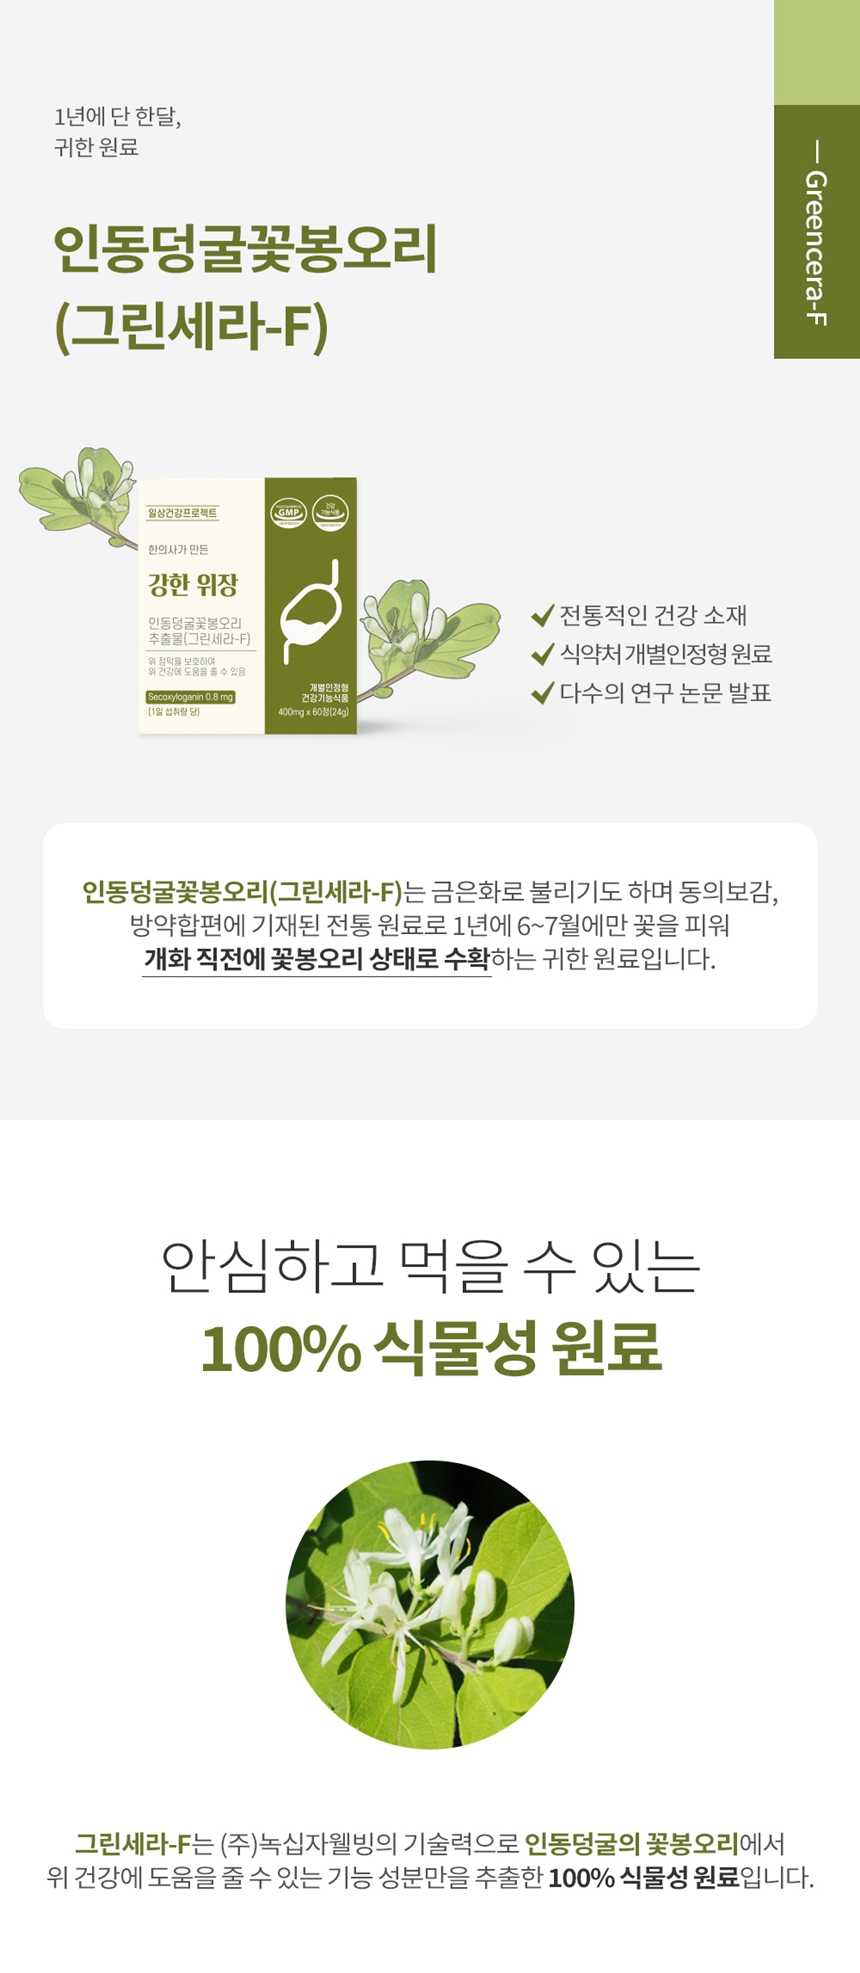 1년에 단 한달,
귀한 원료
— Greencera-F
인동덩굴꽃봉오리
(그린세라-F)
일상건강프로젝트
한의사가 만든
강한 위장
인동덩굴꽃봉오리
추출물(그린세라-F)
위 점막을 보호하여
위 건강에 도움을 줄 수 있음
Secoxyloganin 0.8 mg
(1일 섭취량 당)
GMP
건강
기능식품
개별인정형
건강기능식품
400mg x 60정(24g)
전통적인 건강 소재
식약처 개별인정형 원료
다수의 연구 논문 발표
인동덩굴꽃봉오리(그린세라-F)는 금은화로 불리기도 하며 동의보감,
방약합편에 기재된 전통 원료로 1년에 6~7월에만 꽃을 피워
개화 직전에 꽃봉오리 상태로 수확하는 귀한 원료입니다.
안심하고 먹을 수 있는
100% 식물성 원료
그린세라-F는 (주)녹십자웰빙의 기술력으로 인동덩굴의 꽃봉오리에서
위 건강에 도움을 줄 수 있는 기능 성분만을 추출한 100% 식물성 원료입니다.